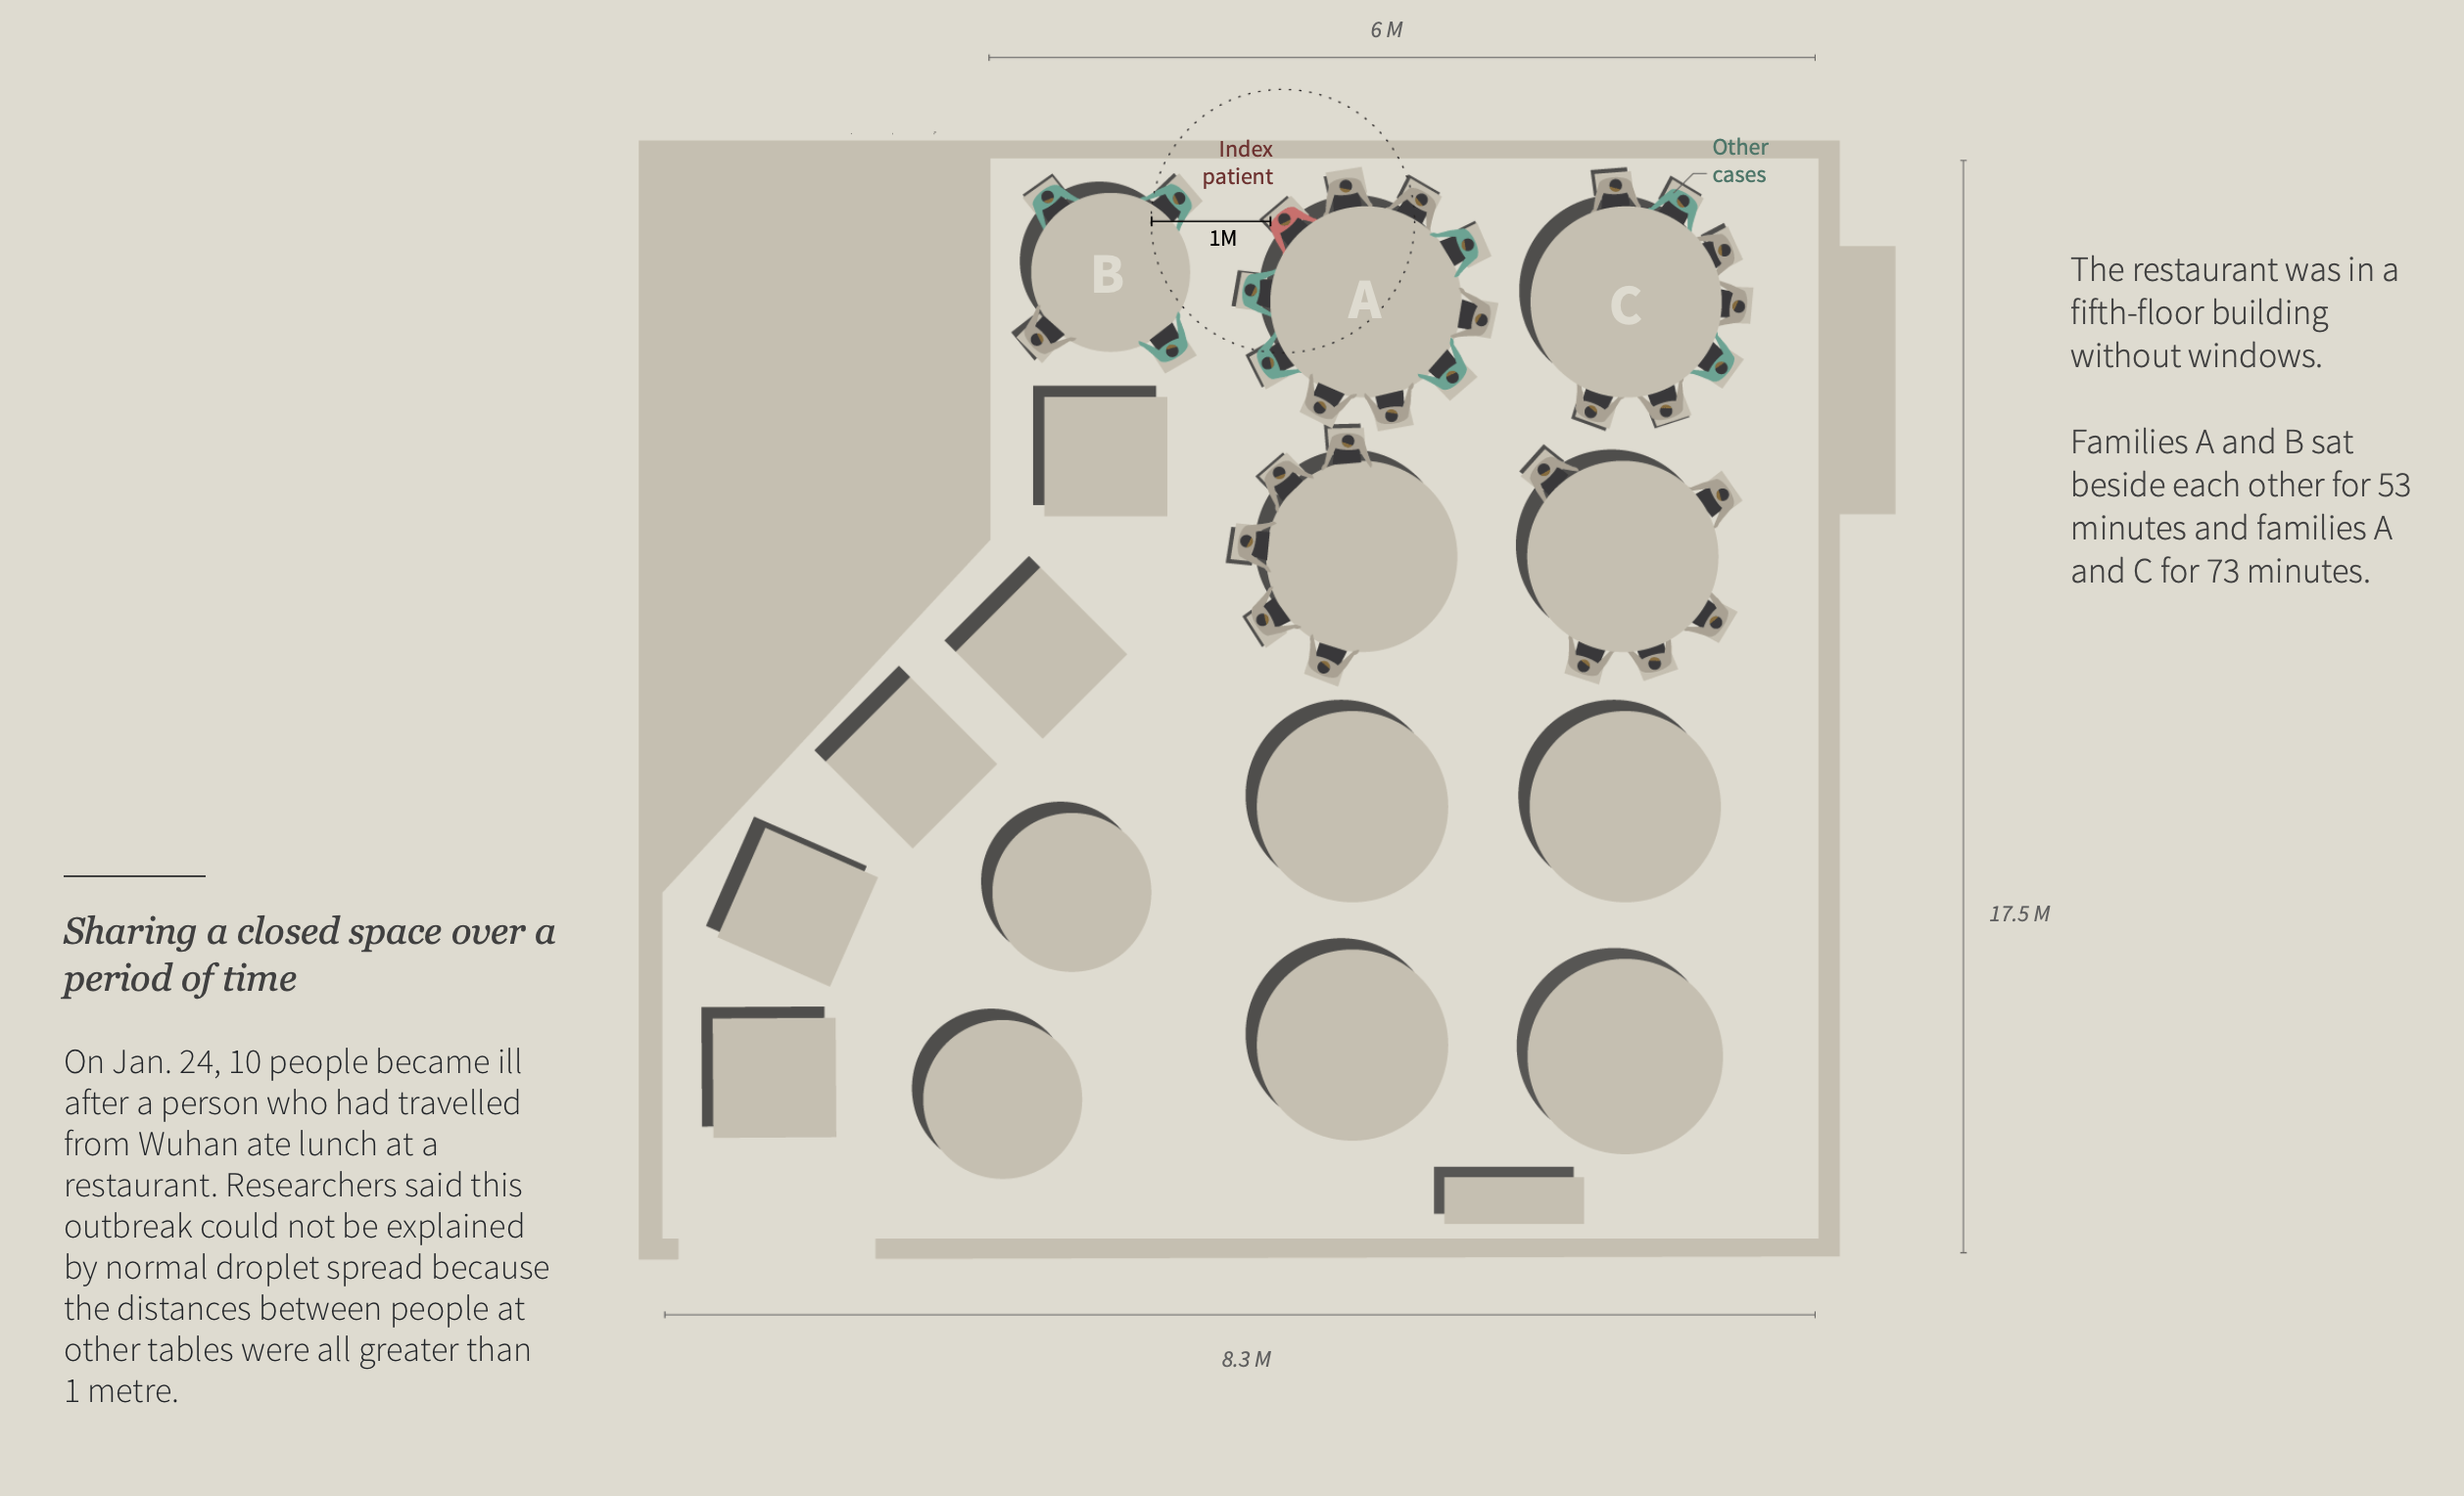 6 M
Index
patient
Other
cases
1M
B
A
C
The restaurant was in a
fifth-floor building
without windows.
Families A and B sat
beside each other for 53
minutes and families A
and C for 73 minutes.
17.5 M
Sharing a closed space over a
period of time
On Jan. 24, 10 people became ill
after a person who had travelled
from Wuhan ate lunch at a
restaurant. Researchers said this
outbreak could not be explained
by normal droplet spread because
the distances between people at
other tables were all greater than
1 metre.
8.3 M